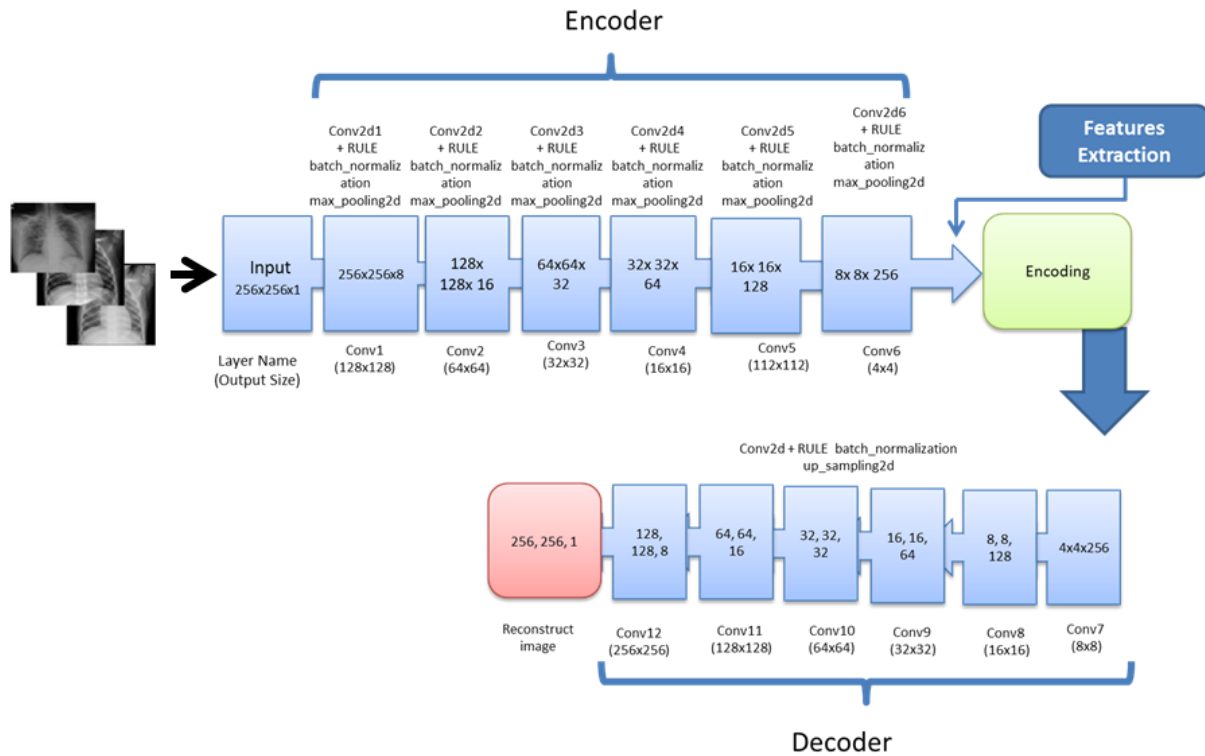 Encoder
Conv2d1
+ RULE
batch_normaliz
ation
max_pooling2d
Conv2d2
+ RULE
batch_normaliz
ation
max_pooling2d
Conv2d3
+ RULE
batch_normaliz
ation
max_pooling2d
Conv2d4
+ RULE
batch_normaliz
ation
max_pooling2d
Conv2d5
+ RULE
batch_normaliz
ation
max_pooling2d
Conv2d6
+ RULE
batch_normaliz
ation
max_pooling2d
Features
Extraction
Input
256x256x1
256x256x8
128x
128x 16
64x64x
32
32x 32x
64
16x 16x
128
8x 8x 256
Encoding
Layer Name
(Output Size)
Conv1
(128x128)
Conv2
(64x64)
Conv3
(32x32)
Conv4
(16x16)
Conv5
(112x112)
Conv6
(4x4)
Conv2d + RULE batch_normalization
up_sampling2d
256, 256, 1
128,
128, 8
64, 64,
16
32, 32,
32
16, 16,
64
8, 8,
128
4x4x256
Reconstruct
image
Conv12
(256x256)
Conv11
(128x128)
Conv10
(64x64)
Conv9
(32x32)
Conv8
(16x16)
Conv7
(8x8)
Decoder